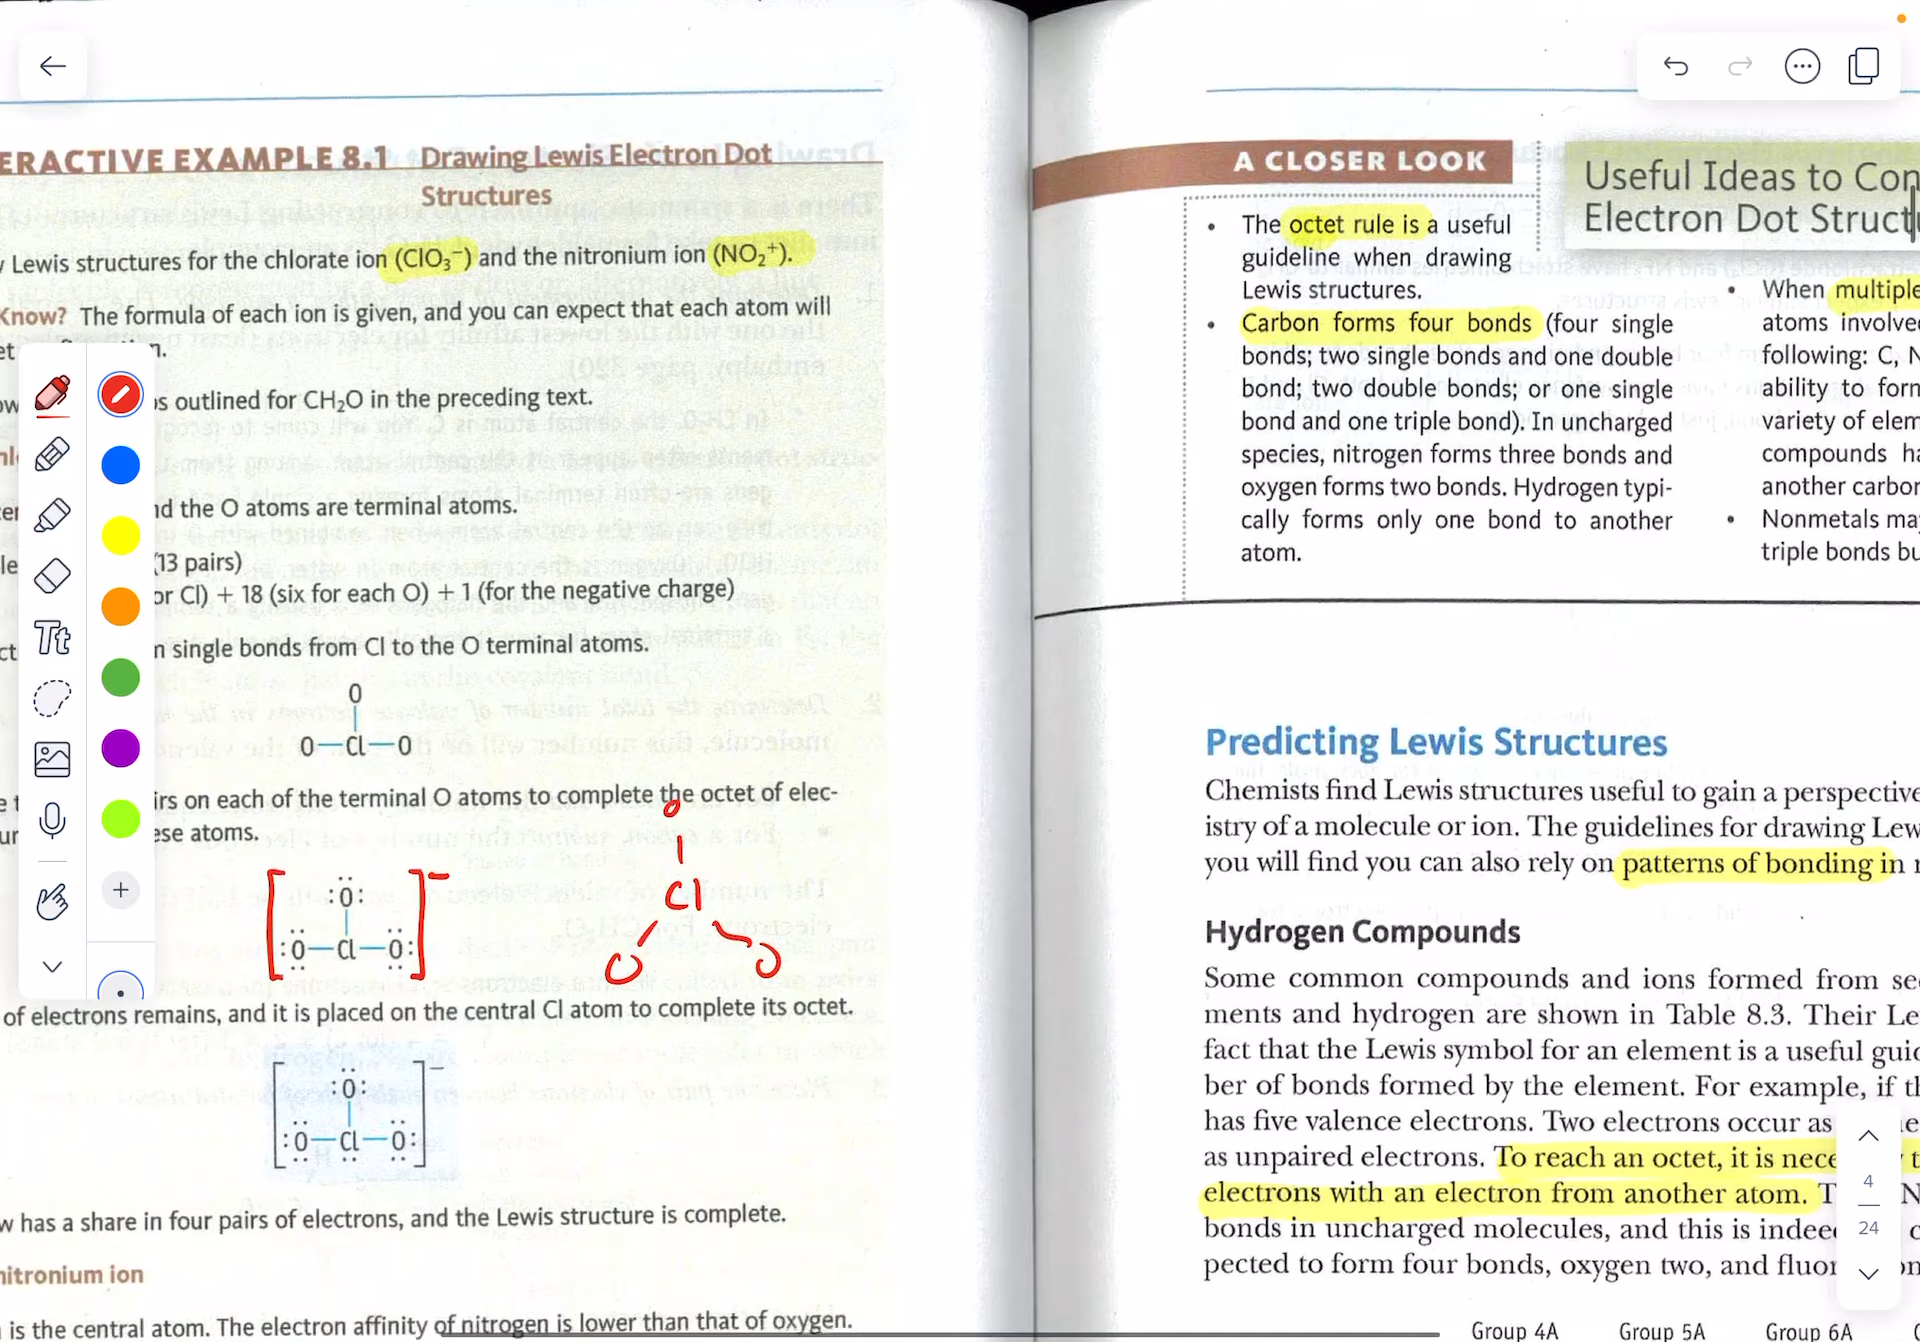 ERACTIVE EXAMPLE 8.1 Drawing Lewis Electron Dot
Structures
Lewis structures for the chlorate ion (ClO3−) and the nitronium ion (NO2+).
Know? The formula of each ion is given, and you can expect that each atom will
outlined for CH2O in the preceding text.
the O atoms are terminal atoms.
(13 pairs)
or Cl) + 18 (six for each O) + 1 (for the negative charge)
single bonds from Cl to the O terminal atoms.
O
O—Cl—O
on each of the terminal O atoms to complete the octet of elec-
ese atoms.
O
Cl
O O
:O:
:O—Cl—O: −
of electrons remains, and it is placed on the central Cl atom to complete its octet.
:O:
:O—Cl—O: −
w has a share in four pairs of electrons, and the Lewis structure is complete.
nitronium ion
is the central atom. The electron affinity of nitrogen is lower than that of oxygen.
Tt
+
A CLOSER LOOK
Useful Ideas to Con
Electron Dot Struct
• The octet rule is a useful
guideline when drawing
Lewis structures.
• Carbon forms four bonds (four single
bonds; two single bonds and one double
bond; two double bonds; or one single
bond and one triple bond). In uncharged
species, nitrogen forms three bonds and
oxygen forms two bonds. Hydrogen typi-
cally forms only one bond to another
atom.
• When multiple
atoms involve
following: C, N
ability to form
variety of elem
compounds ha
another carbon
• Nonmetals ma
triple bonds bu
Predicting Lewis Structures
Chemists find Lewis structures useful to gain a perspective
istry of a molecule or ion. The guidelines for drawing Lew
you will find you can also rely on patterns of bonding in r
Hydrogen Compounds
Some common compounds and ions formed from se
ments and hydrogen are shown in Table 8.3. Their Le
fact that the Lewis symbol for an element is a useful guid
ber of bonds formed by the element. For example, if th
has five valence electrons. Two electrons occur as
as unpaired electrons. To reach an octet, it is nece
electrons with an electron from another atom. T
bonds in uncharged molecules, and this is indee
pected to form four bonds, oxygen two, and fluor
Group 4A Group 5A Group 6A
4
24